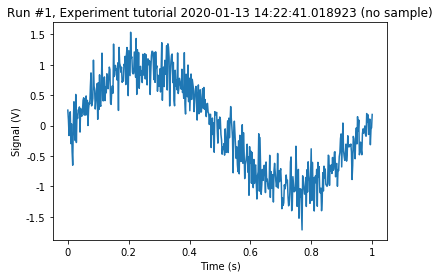 Run #1, Experiment tutorial 2020-01-13 14:22:41.018923 (no sample)
1.5
1
0.5
0
-0.5
-1
-1.5
Signal (V)
0 0.2 0.4 0.6 0.8 1
Time (s)